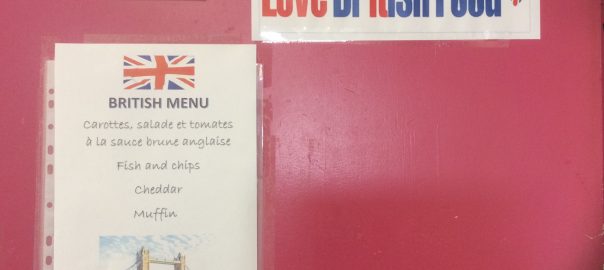 Love British Food
BRITISH MENU
Carottes, salade et tomates
à la sauce brune anglaise
Fish and chips
Cheddar
Muffin